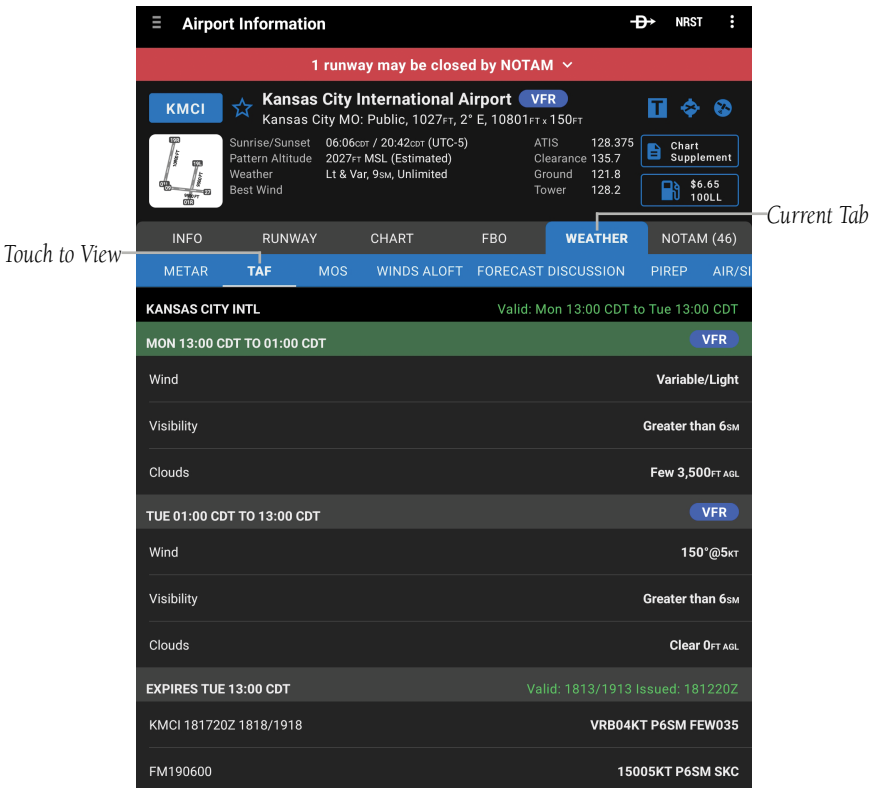 Airport Information
D NRST
1 runway may be closed by NOTAM
KMCI
Kansas City International Airport VFR
Kansas City MO: Public, 1027FT, 2° E, 10801FT x 150FT
T
Sunrise/Sunset 06:06CDT / 20:42CDT (UTC-5) ATIS 128.375
Pattern Altitude 2027FT MSL (Estimated) Clearance 135.7
Weather Lt & Var, 9SM, Unlimited Ground 121.8
Best Wind Tower 128.2
Chart
Supplement
$6.65
100LL
Current Tab
Touch to View
INFO RUNWAY CHART FBO WEATHER NOTAM (46)
METAR TAF MOS WINDS ALOFT FORECAST DISCUSSION PIREP AIR/SI
KANSAS CITY INTL Valid: Mon 13:00 CDT to Tue 13:00 CDT
MON 13:00 CDT TO 01:00 CDT VFR
Wind Variable/Light
Visibility Greater than 6SM
Clouds Few 3,500FT AGL
TUE 01:00 CDT TO 13:00 CDT VFR
Wind 150°@5KT
Visibility Greater than 6SM
Clouds Clear 0FT AGL
EXPIRES TUE 13:00 CDT Valid: 1813/1913 Issued: 181220Z
KMCI 181720Z 1818/1918 VRB04KT P6SM FEW035
FM190600 15005KT P6SM SKC